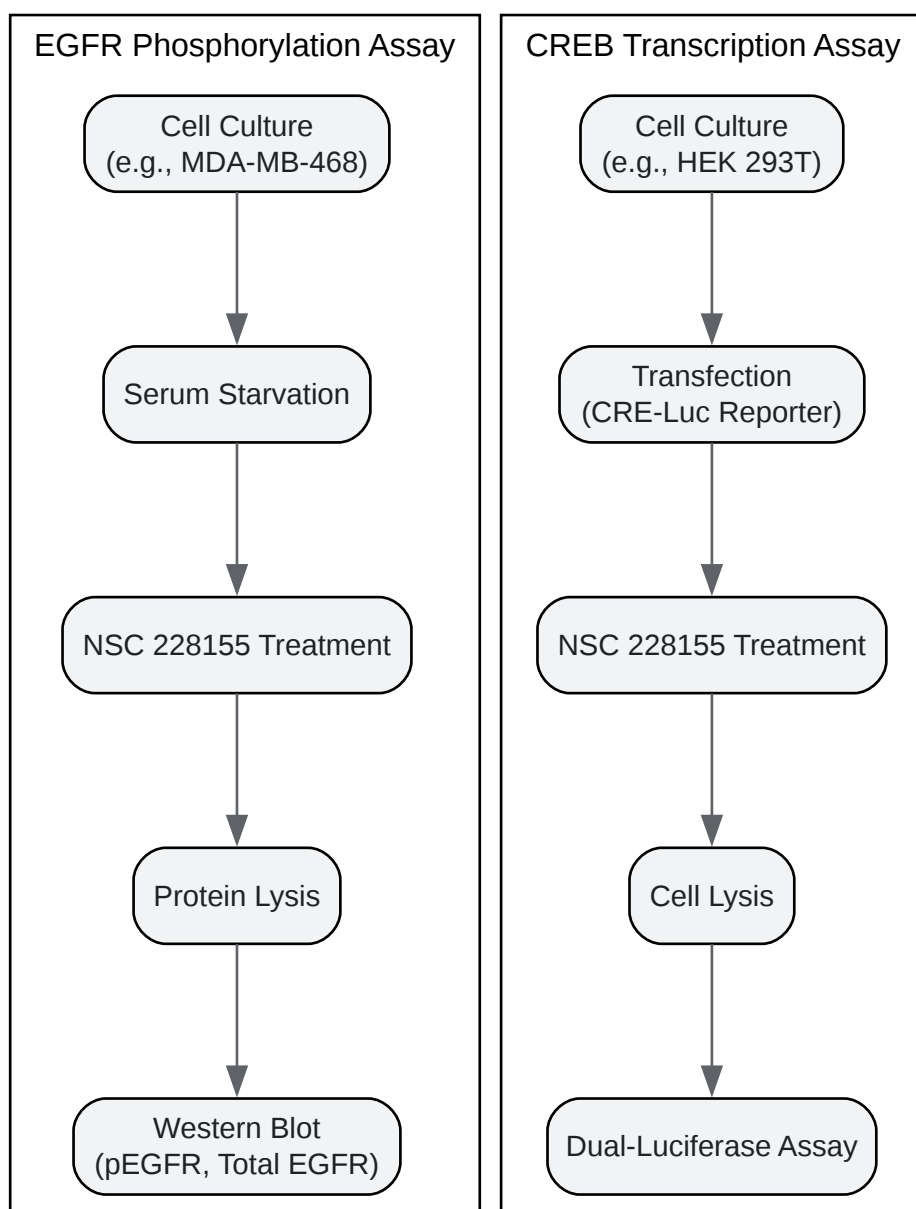 EGFR Phosphorylation Assay
Cell Culture
(e.g., MDA-MB-468)
Serum Starvation
NSC 228155 Treatment
Protein Lysis
Western Blot
(pEGFR, Total EGFR)
CREB Transcription Assay
Cell Culture
(e.g., HEK 293T)
Transfection
(CRE-Luc Reporter)
NSC 228155 Treatment
Cell Lysis
Dual-Luciferase Assay